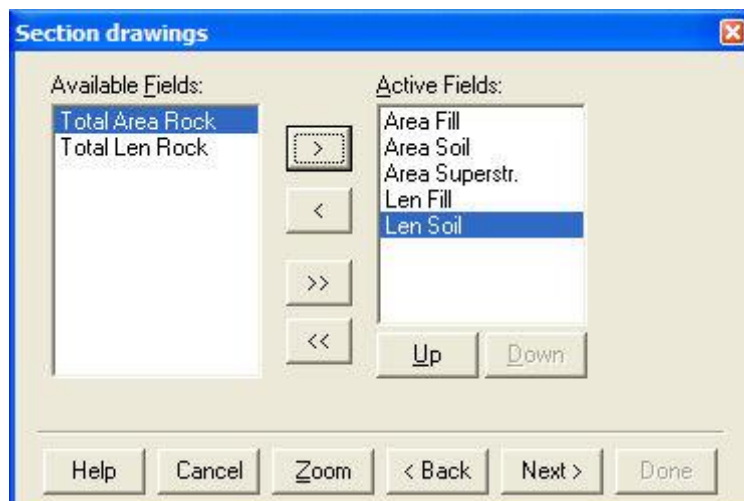 Section drawings
Available Fields:
Total Area Rock
Total Len Rock
>
<
>>
<<
Active Fields:
Area Fill
Area Soil
Area Superstr.
Len Fill
Len Soil
Up
Down
Help
Cancel
Zoom
< Back
Next >
Done